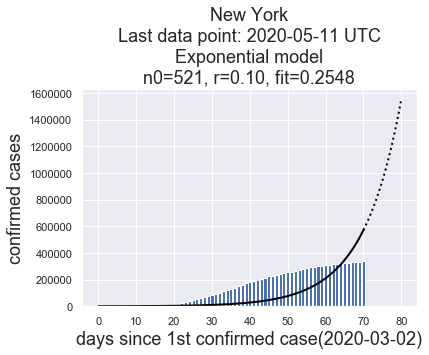 New York
Last data point: 2020-05-11 UTC
Exponential model
n0=521, r=0.10, fit=0.2548
1600000
1400000
1200000
1000000
800000
600000
400000
200000
0
confirmed cases
0 10 20 30 40 50 60 70 80
days since 1st confirmed case(2020-03-02)